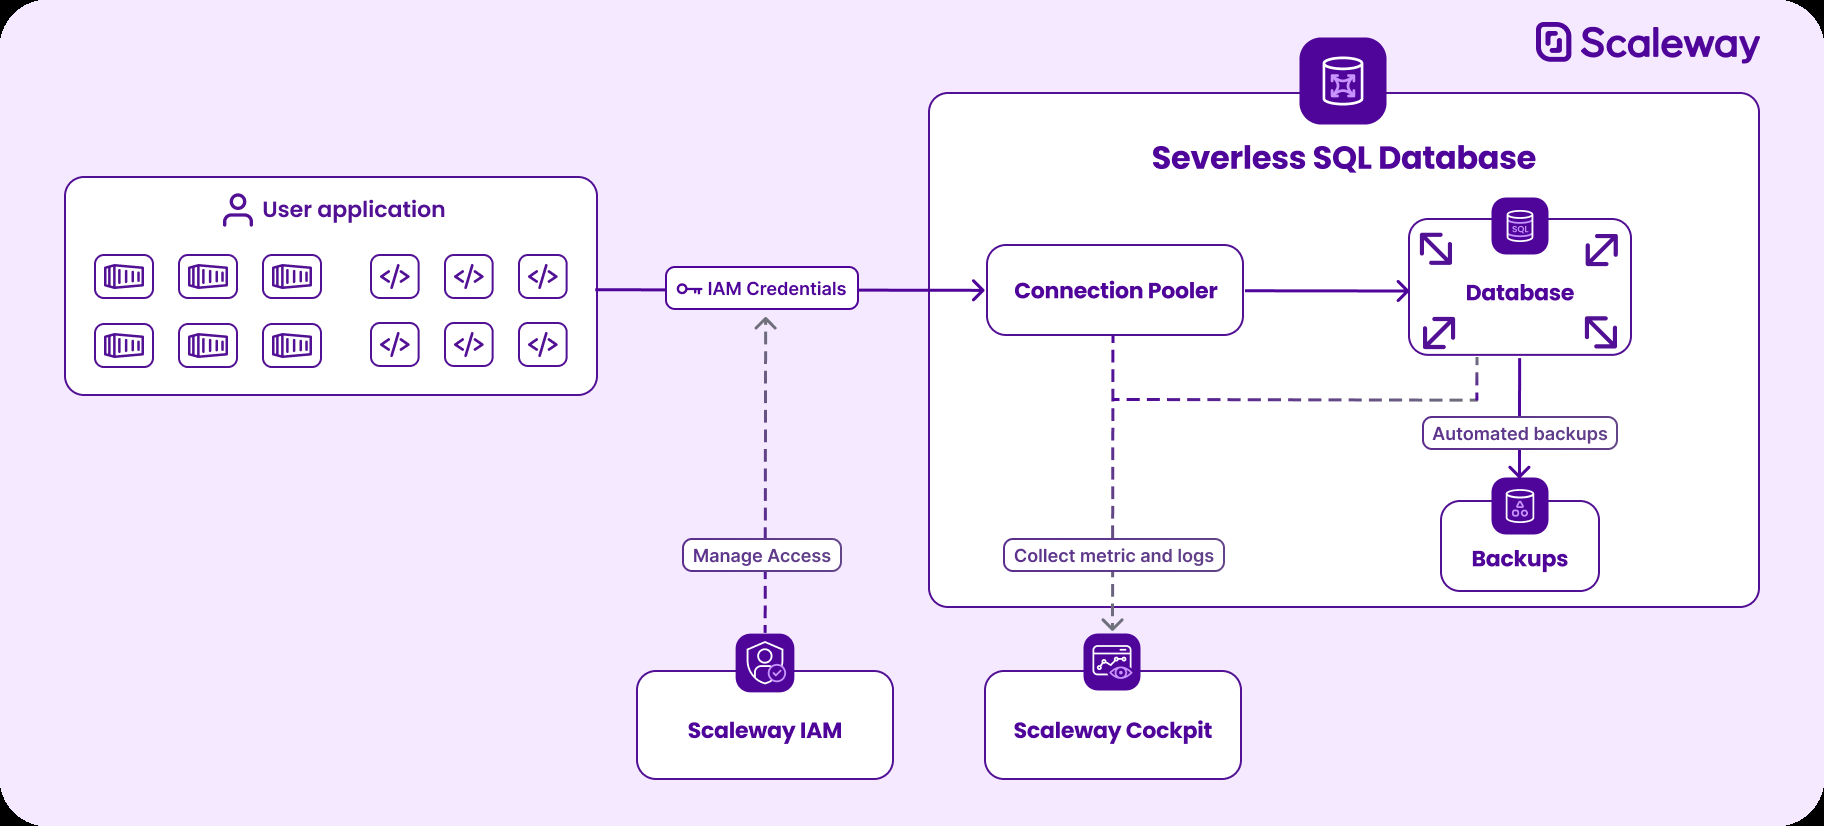 Scaleway
Severless SQL Database
User application
IAM Credentials
Connection Pooler
SQL
Database
Automated backups
Manage Access
Collect metric and logs
Backups
Scaleway IAM
Scaleway Cockpit